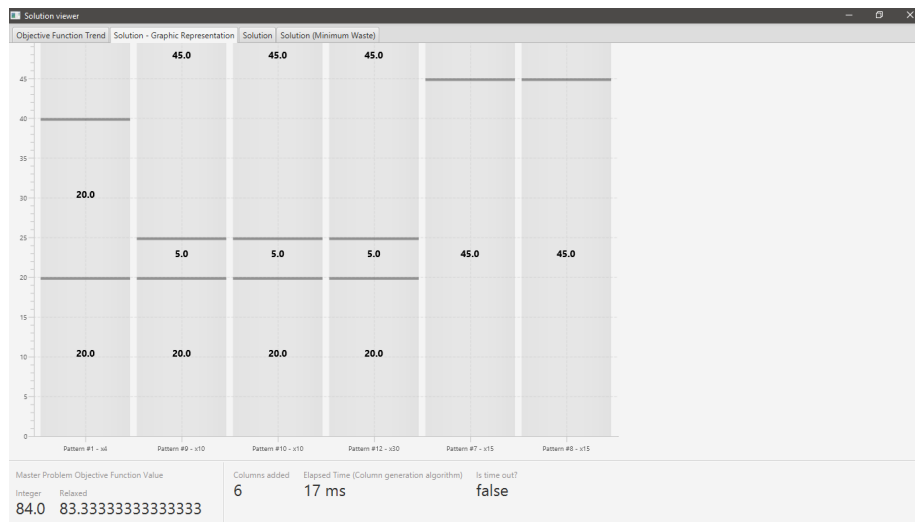 Solution viewer
Objective Function Trend Solution - Graphic Representation Solution Solution (Minimum Waste)
45.0 45.0 45.0
45
40
35
30 20.0
25
5.0 5.0 5.0 45.0 45.0
20
15
10 20.0 20.0 20.0 20.0
5
0
Pattern #1 - x4 Pattern #9 - x10 Pattern #10 - x10 Pattern #12 - x30 Pattern #7 - x15 Pattern #8 - x15
Master Problem Objective Function Value Columns added Elapsed Time (Column generation algorithm) Is time out?
Integer Relaxed 6 17 ms false
84.0 83.33333333333333